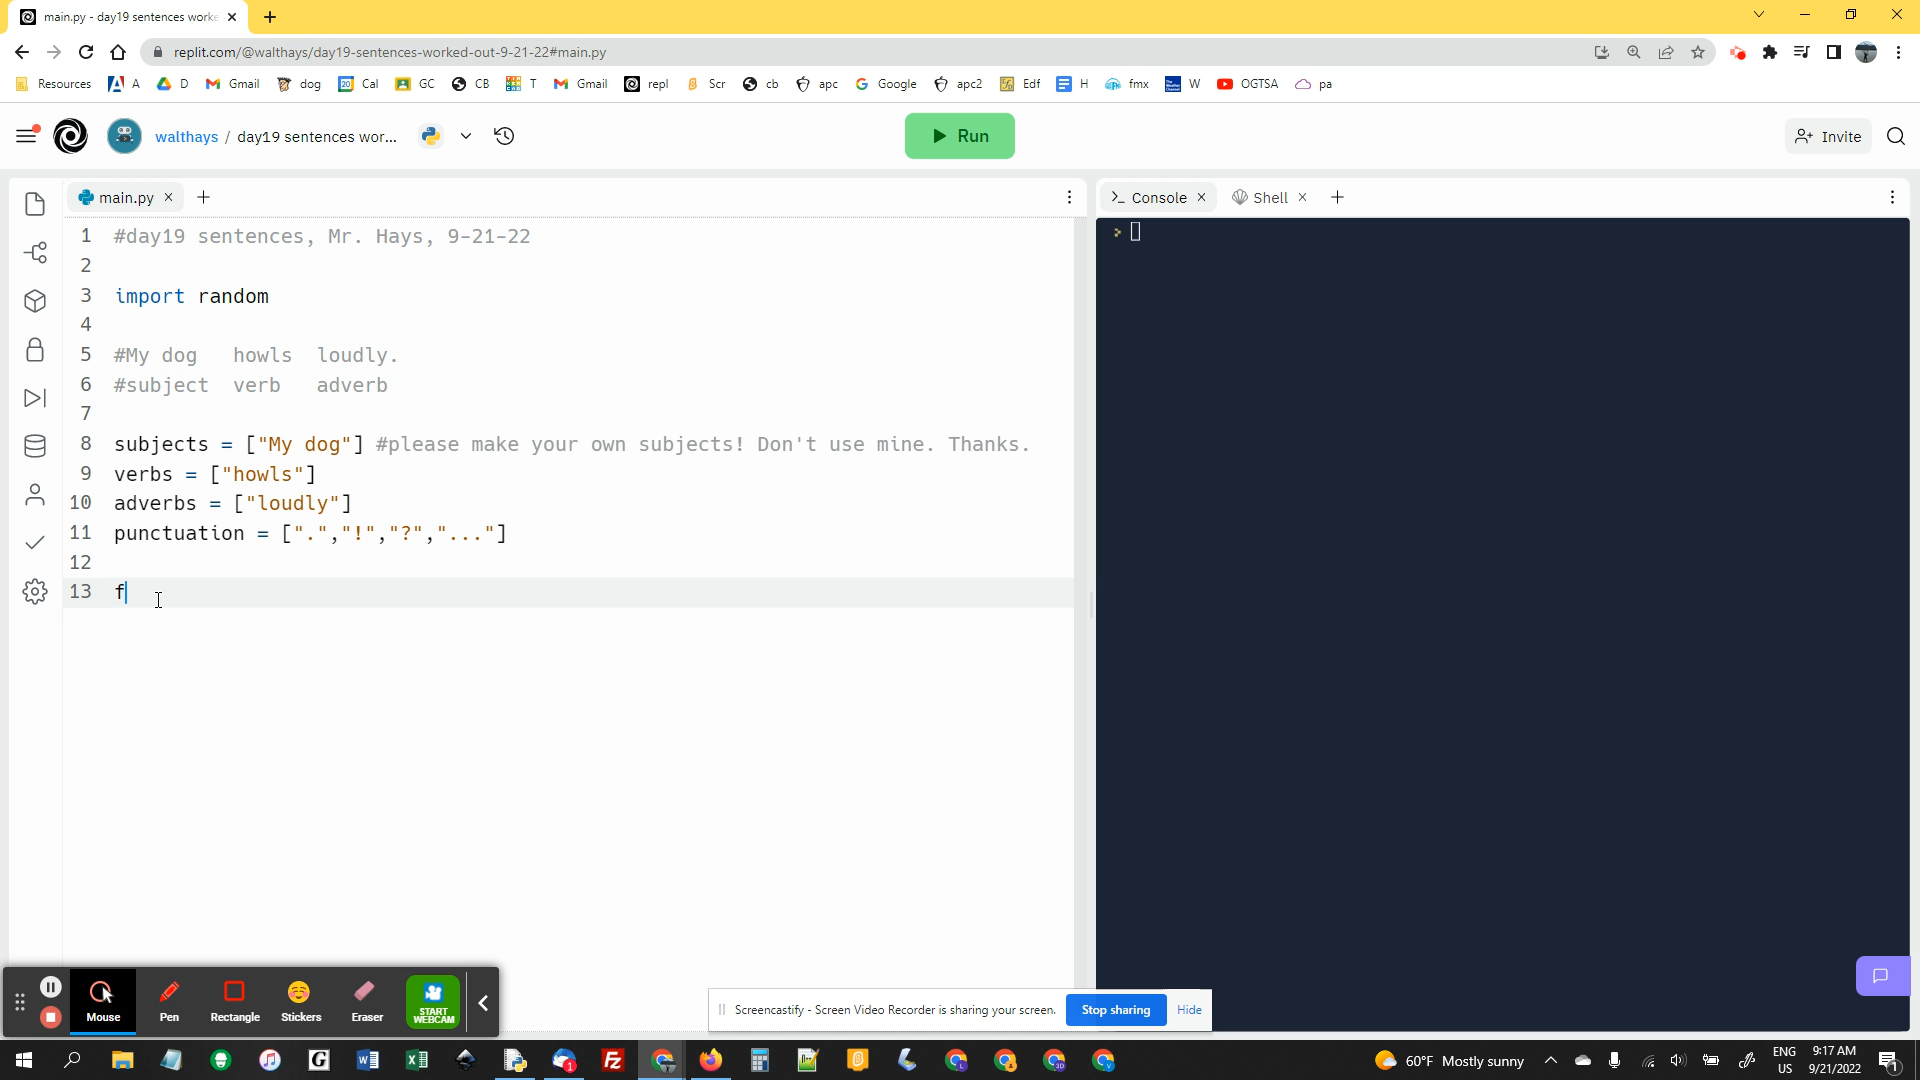 main.py - day19 sentences worke
replit.com/@walthays/day19-sentences-worked-out-9-21-22#main.py
Resources A D Gmail dog Cal GC CB T Gmail repl Scr cb apc Google apc2 Edf H fmx W OGTSA pa
walthays / day19 sentences wor... Run Invite
main.py Console Shell
1 #day19 sentences, Mr. Hays, 9-21-22
2
3 import random
4
5 #My dog   howls  loudly.
6 #subject  verb   adverb
7
8 subjects = ["My dog"] #please make your own subjects! Don't use mine. Thanks.
9 verbs = ["howls"]
10 adverbs = ["loudly"]
11 punctuation = [".","!","?","..."]
12
13 f
Mouse Pen Rectangle Stickers Eraser START WEBCAM
Screencastify - Screen Video Recorder is sharing your screen. Stop sharing Hide
60°F Mostly sunny
ENG 9:17 AM
US 9/21/2022